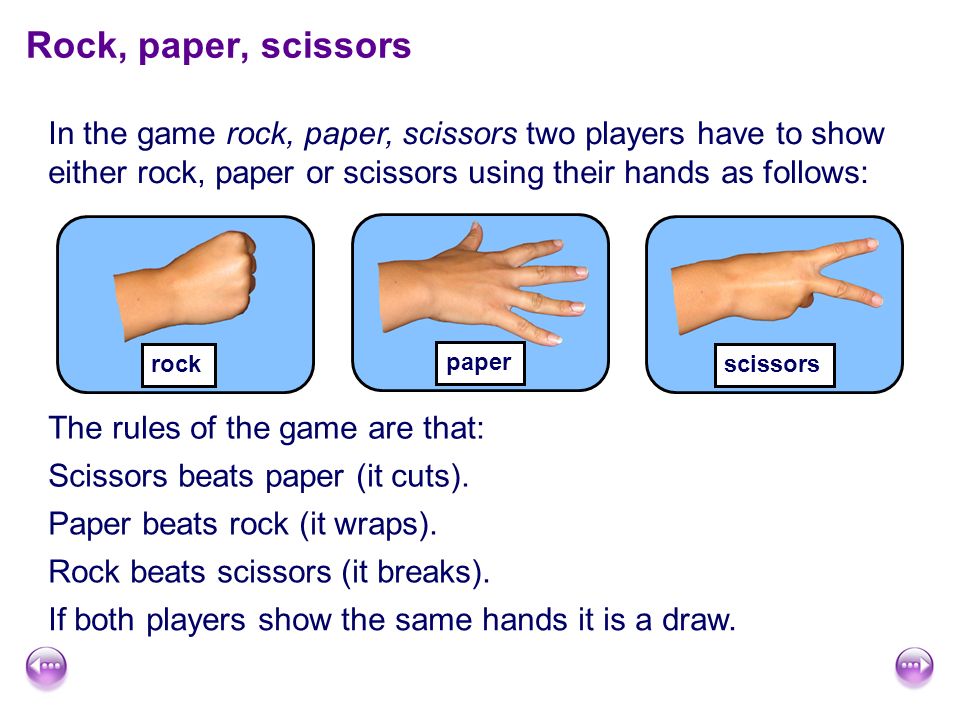 Rock, paper, scissors
In the game rock, paper, scissors two players have to show
either rock, paper or scissors using their hands as follows:
rock
paper
scissors
The rules of the game are that:
Scissors beats paper (it cuts).
Paper beats rock (it wraps).
Rock beats scissors (it breaks).
If both players show the same hands it is a draw.